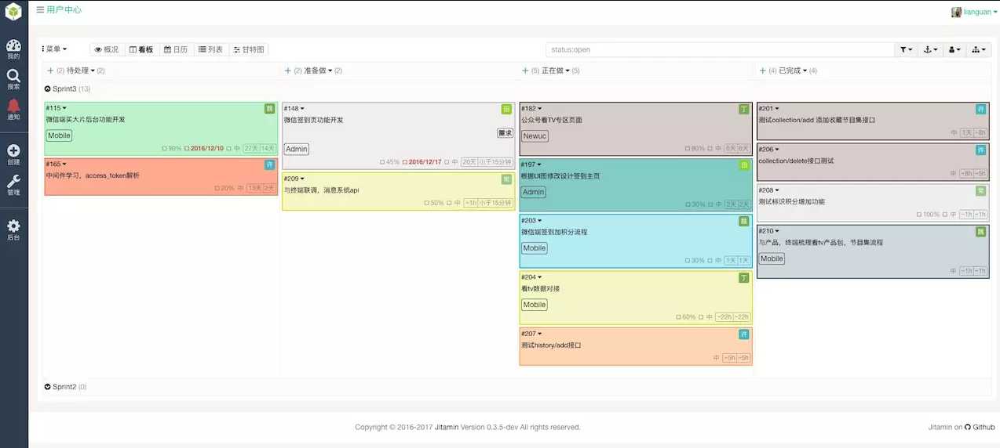 用户中心
lianguan
我的
搜索
通知
创建
管理
后台
菜单
概况
看板
日历
列表
甘特图
status:open
(2) 待处理 (2)
(2) 准备做 (2)
(5) 正在做 (5)
(4) 已完成 (4)
Sprint3 (13)
#115
魏
微信端买大片后台功能开发
Mobile
90% 2016/12/10 中 27天 14天
#165
许
中间件学习，access_token解析
20% 中 13天 2天
#148
田
微信签到页功能开发
需求
Admin
45% 2016/12/17 中 20天 小于15分钟
#209
常
与终端联调，消息系统api
50% 中 ~1h 小于15分钟
#182
丁
公众号看TV专区页面
Newuc
80% 中 6天 6天
#197
田
根据UI图修改设计签到主页
Admin
30% 中 2天 2天
#203
魏
微信端签到加积分流程
Mobile
30% 中 1天 1天
#204
丁
看tv数据对接
Mobile
60% 中 ~22h ~22h
#207
许
测试history/add接口
中 ~5h ~5h
#201
许
测试collection/add 添加收藏节目集接口
中 1天 ~8h
#206
许
collection/delete接口测试
中 ~8h ~5h
#208
常
测试标识积分增加功能
100% 中 ~1h ~1h
#210
魏
与产品，终端梳理看tv产品包，节目集流程
Mobile
中 ~1h ~1h
Sprint2 (0)
Copyright © 2016-2017 Jitamin Version 0.3.5-dev All rights reserved.
Jitamin on Github